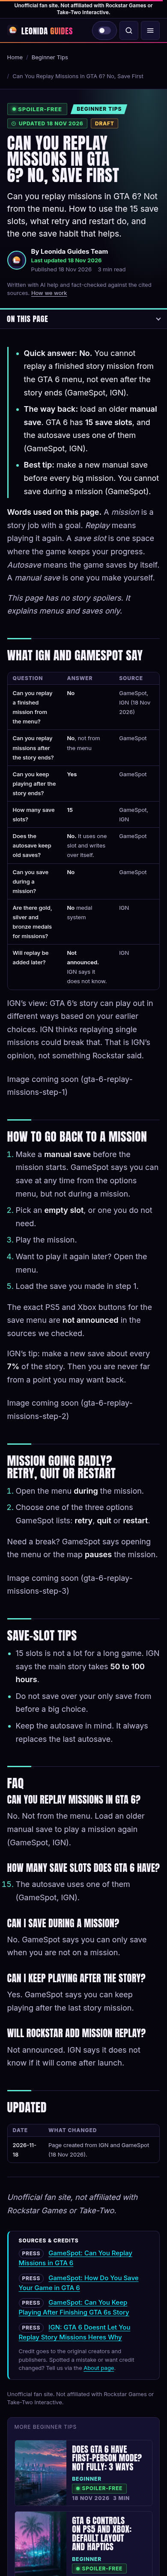 Unofficial fan site. Not affiliated with Rockstar Games or
Take-Two Interactive.
LEONIDA GUIDES
Home / Beginner Tips
/ Can You Replay Missions In GTA 6? No, Save First
SPOILER-FREE
BEGINNER TIPS
UPDATED 18 NOV 2026
DRAFT
CAN YOU REPLAY
MISSIONS IN GTA
6? NO, SAVE FIRST
Can you replay missions in GTA 6? Not
from the menu. How to use the 15 save
slots, what retry and restart do, and
the save habit that helps.
By Leonida Guides Team
Last updated 18 Nov 2026
Published 18 Nov 2026 3 min read
Written with AI help and fact-checked against the cited
sources. How we work
ON THIS PAGE
Quick answer: No. You cannot
replay a finished story mission from
the GTA 6 menu, not even after the
story ends (GameSpot, IGN).
The way back: load an older manual
save. GTA 6 has 15 save slots, and
the autosave uses one of them
(GameSpot, IGN).
Best tip: make a new manual save
before every big mission. You cannot
save during a mission (GameSpot).
Words used on this page. A mission is a
story job with a goal. Replay means
playing it again. A save slot is one space
where the game keeps your progress.
Autosave means the game saves by itself.
A manual save is one you make yourself.
This page has no story spoilers. It
explains menus and saves only.
WHAT IGN AND GAMESPOT SAY
QUESTION ANSWER SOURCE
Can you replay
a finished
mission from
the menu?
No
GameSpot,
IGN (18 Nov
2026)
Can you replay
missions after
the story ends?
No, not from
the menu
GameSpot
Can you keep
playing after the
story ends?
Yes
GameSpot
How many save
slots?
15
GameSpot,
IGN
Does the
autosave keep
old saves?
No. It uses one
slot and writes
over itself.
GameSpot
Can you save
during a
mission?
No
GameSpot
Are there gold,
silver and
bronze medals
for missions?
No medal
system
IGN
Will replay be
added later?
Not
announced.
IGN says it
does not know.
IGN
IGN's view: GTA 6's story can play out in
different ways based on your earlier
choices. IGN thinks replaying single
missions could break that. That is IGN's
opinion, not something Rockstar said.
Image coming soon (gta-6-replay-
missions-step-1)
HOW TO GO BACK TO A MISSION
1. Make a manual save before the
mission starts. GameSpot says you can
save at any time from the options
menu, but not during a mission.
2. Pick an empty slot, or one you do not
need.
3. Play the mission.
4. Want to play it again later? Open the
menu.
5. Load the save you made in step 1.
The exact PS5 and Xbox buttons for the
save menu are not announced in the
sources we checked.
IGN's tip: make a new save about every
7% of the story. Then you are never far
from a point you may want back.
Image coming soon (gta-6-replay-
missions-step-2)
MISSION GOING BADLY?
RETRY, QUIT OR RESTART
1. Open the menu during the mission.
2. Choose one of the three options
GameSpot lists: retry, quit or restart.
Need a break? GameSpot says opening
the menu or the map pauses the mission.
Image coming soon (gta-6-replay-
missions-step-3)
SAVE-SLOT TIPS
15 slots is not a lot for a long game. IGN
says the main story takes 50 to 100
hours.
Do not save over your only save from
before a big choice.
Keep the autosave in mind. It always
replaces the last autosave.
FAQ
CAN YOU REPLAY MISSIONS IN GTA 6?
No. Not from the menu. Load an older
manual save to play a mission again
(GameSpot, IGN).
HOW MANY SAVE SLOTS DOES GTA 6 HAVE?
15. The autosave uses one of them
(GameSpot, IGN).
CAN I SAVE DURING A MISSION?
No. GameSpot says you can only save
when you are not on a mission.
CAN I KEEP PLAYING AFTER THE STORY?
Yes. GameSpot says you can keep
playing after the last story mission.
WILL ROCKSTAR ADD MISSION REPLAY?
Not announced. IGN says it does not
know if it will come after launch.
UPDATED
DATE WHAT CHANGED
2026-11-
18
Page created from IGN and GameSpot
(18 Nov 2026).
Unofficial fan site, not affiliated with
Rockstar Games or Take-Two.
SOURCES & CREDITS
PRESS GameSpot: Can You Replay
Missions in GTA 6
PRESS GameSpot: How Do You Save
Your Game in GTA 6
PRESS GameSpot: Can You Keep
Playing After Finishing GTA 6s Story
PRESS IGN: GTA 6 Doesnt Let You
Replay Story Missions Heres Why
Credit goes to the original creators and
publishers. Spotted a mistake or want credit
changed? Tell us via the About page.
Unofficial fan site. Not affiliated with Rockstar Games or
Take-Two Interactive.
MORE BEGINNER TIPS
DOES GTA 6 HAVE
FIRST-PERSON MODE?
NOT FULLY: 3 WAYS
BEGINNER
SPOILER-FREE
18 NOV 2026 3 MIN
GTA 6 CONTROLS
ON PS5 AND XBOX:
DEFAULT LAYOUT
AND HAPTICS
BEGINNER
SPOILER-FREE